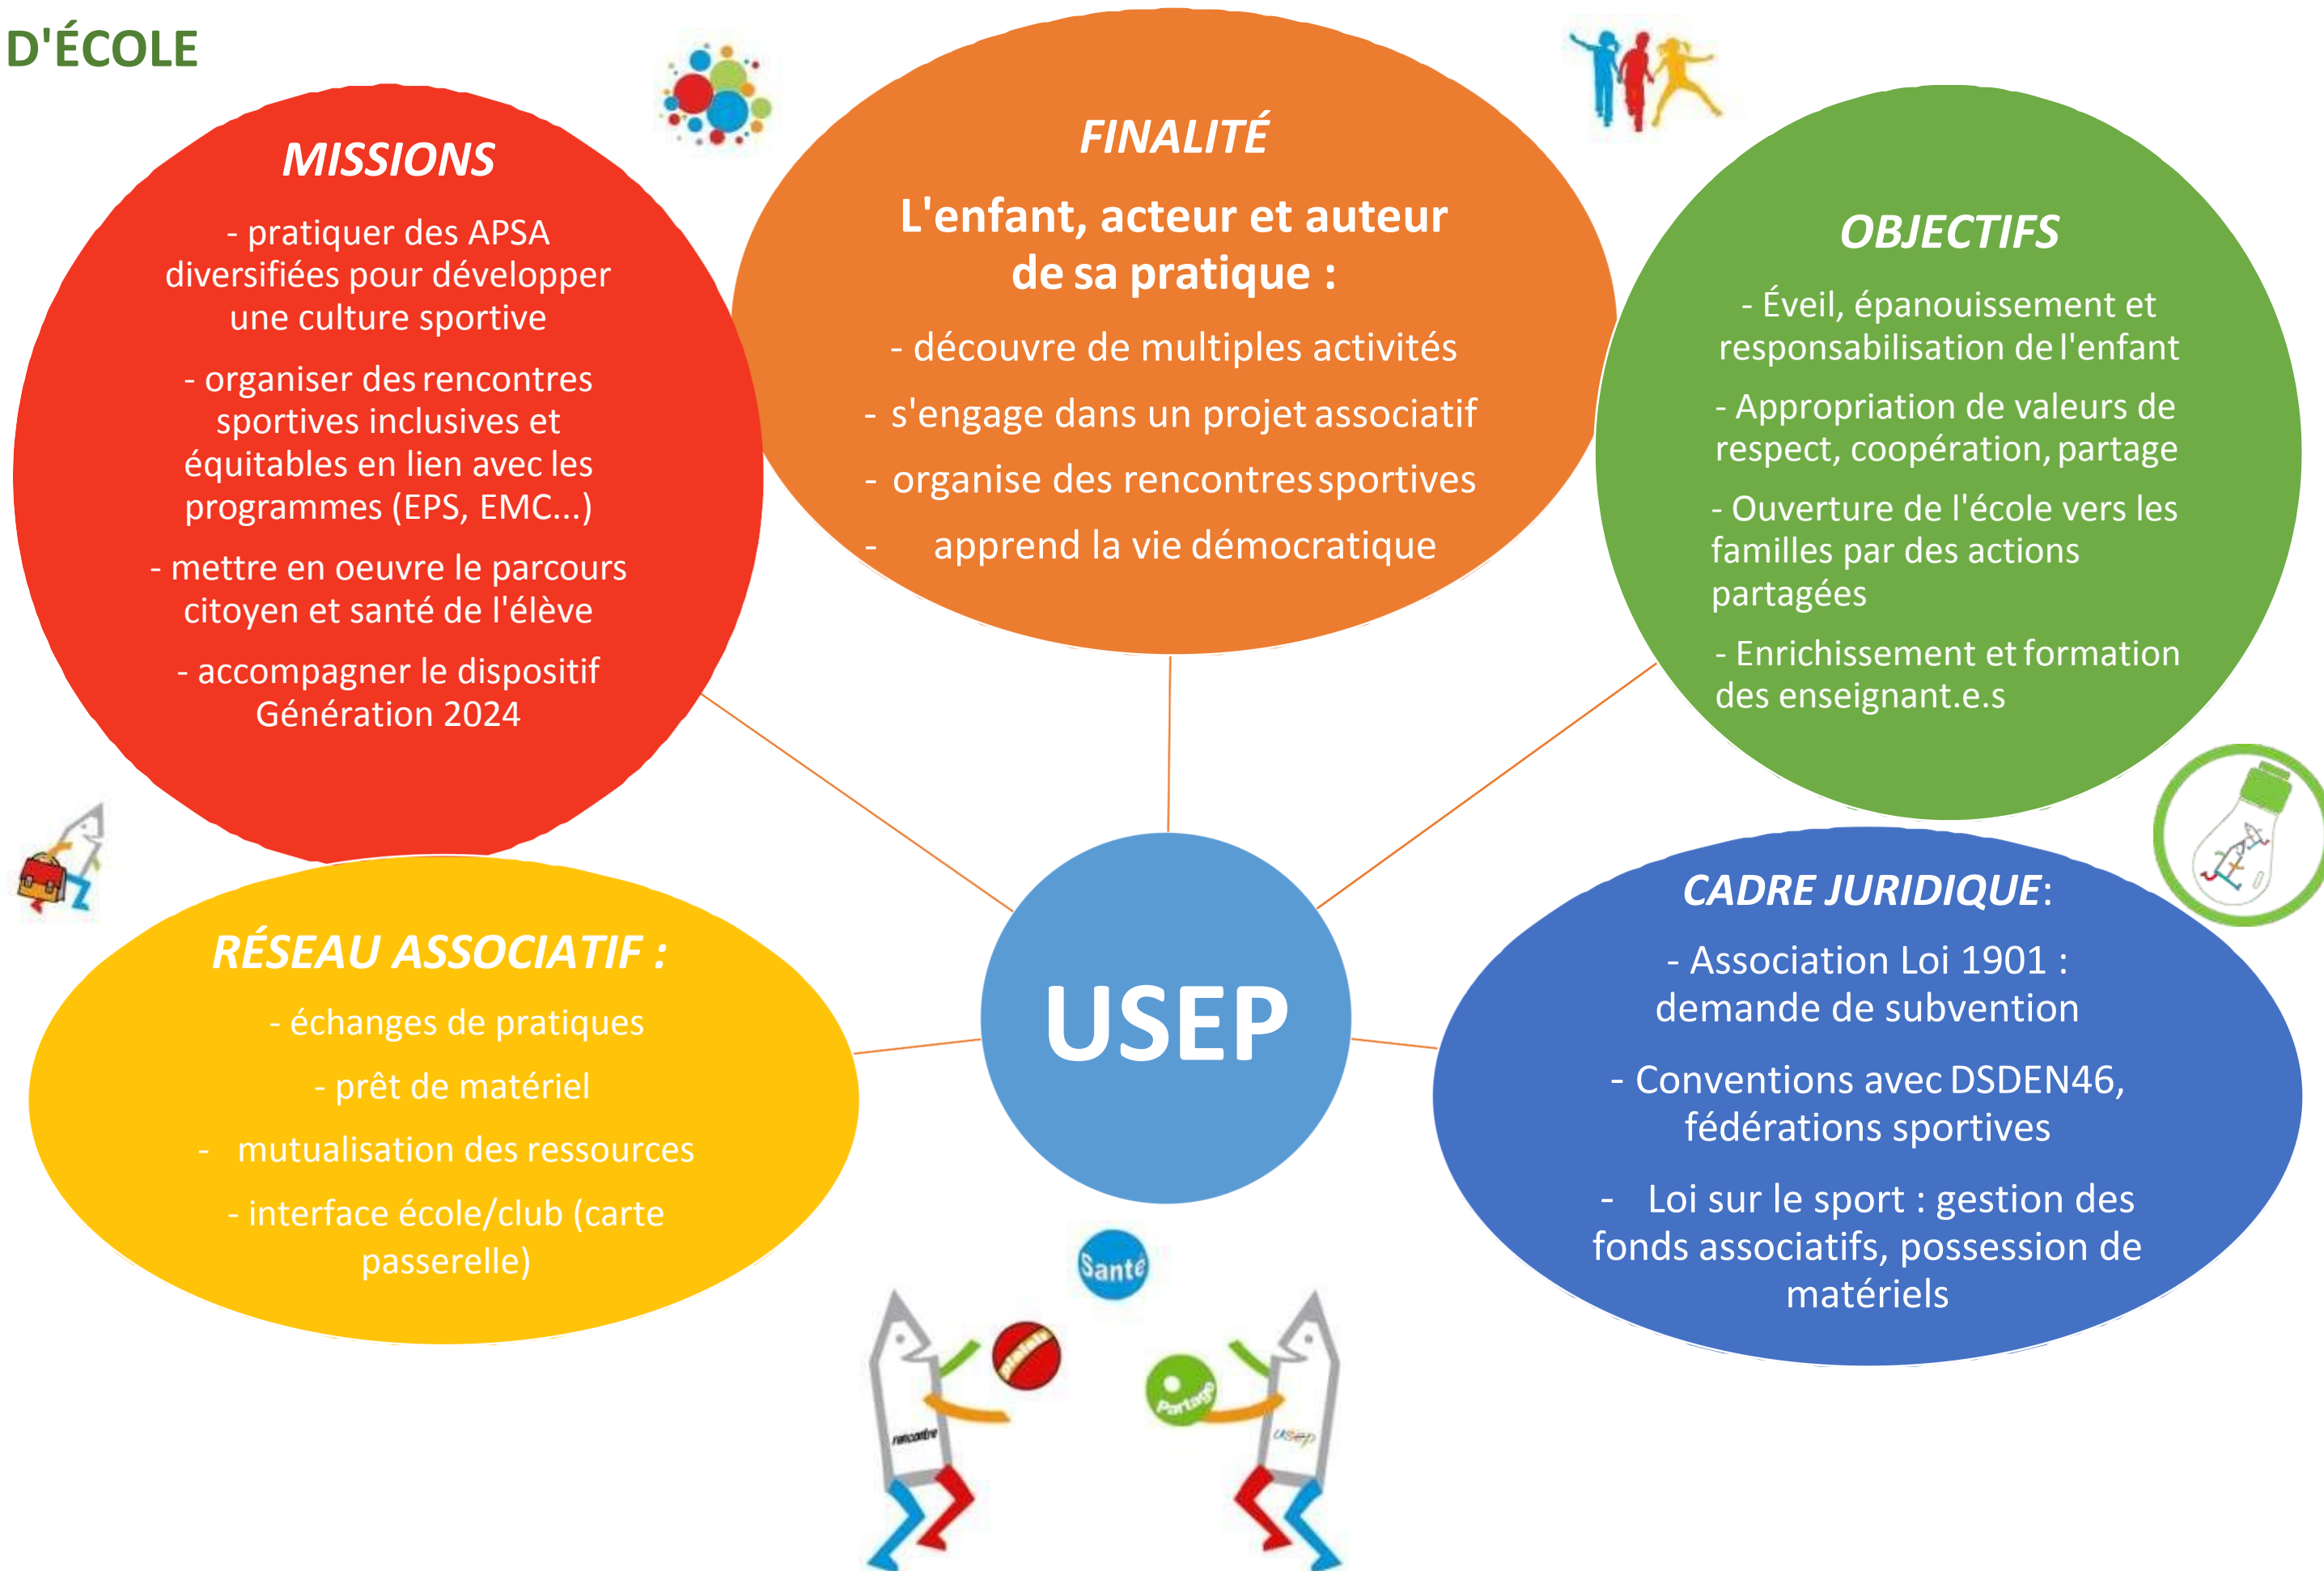 D'ÉCOLE
MISSIONS
- pratiquer des APSA
diversifiées pour développer
une culture sportive
- organiser des rencontres
sportives inclusives et
équitables en lien avec les
programmes (EPS, EMC...)
- mettre en oeuvre le parcours
citoyen et santé de l'élève
- accompagner le dispositif
Génération 2024
FINALITÉ
L'enfant, acteur et auteur
de sa pratique :
- découvre de multiples activités
- s'engage dans un projet associatif
- organise des rencontres sportives
- apprend la vie démocratique
OBJECTIFS
- Éveil, épanouissement et
responsabilisation de l'enfant
- Appropriation de valeurs de
respect, coopération, partage
- Ouverture de l'école vers les
familles par des actions
partagées
- Enrichissement et formation
des enseignant.e.s
RÉSEAU ASSOCIATIF :
- échanges de pratiques
- prêt de matériel
- mutualisation des ressources
- interface école/club (carte
passerelle)
USEP
CADRE JURIDIQUE:
- Association Loi 1901 :
demande de subvention
- Conventions avec DSDEN46,
fédérations sportives
- Loi sur le sport : gestion des
fonds associatifs, possession de
matériels
Santé
Partage
rencontre
usep